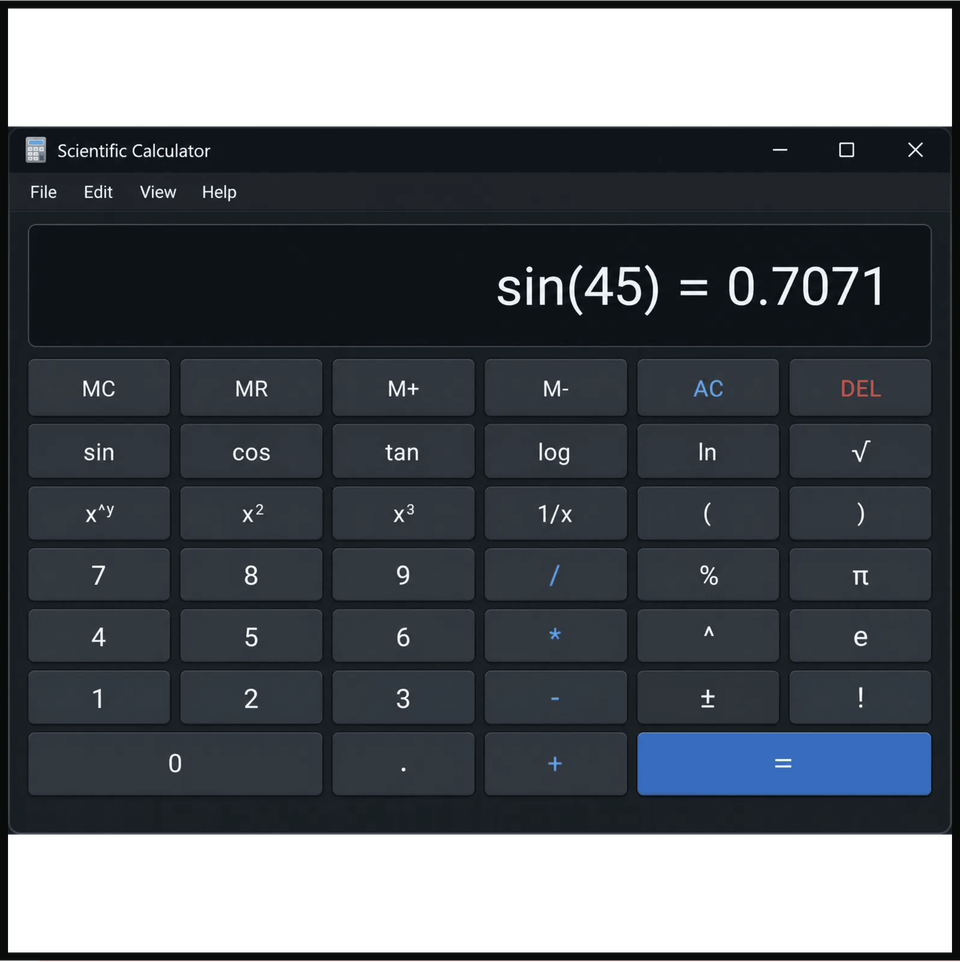 Scientific Calculator
File Edit View Help
sin(45) = 0.7071
MC MR M+ M- AC DEL
sin cos tan log ln √
x^y x² x³ 1/x ( )
7 8 9 / % π
4 5 6 * ^ e
1 2 3 - ± !
0 . + =